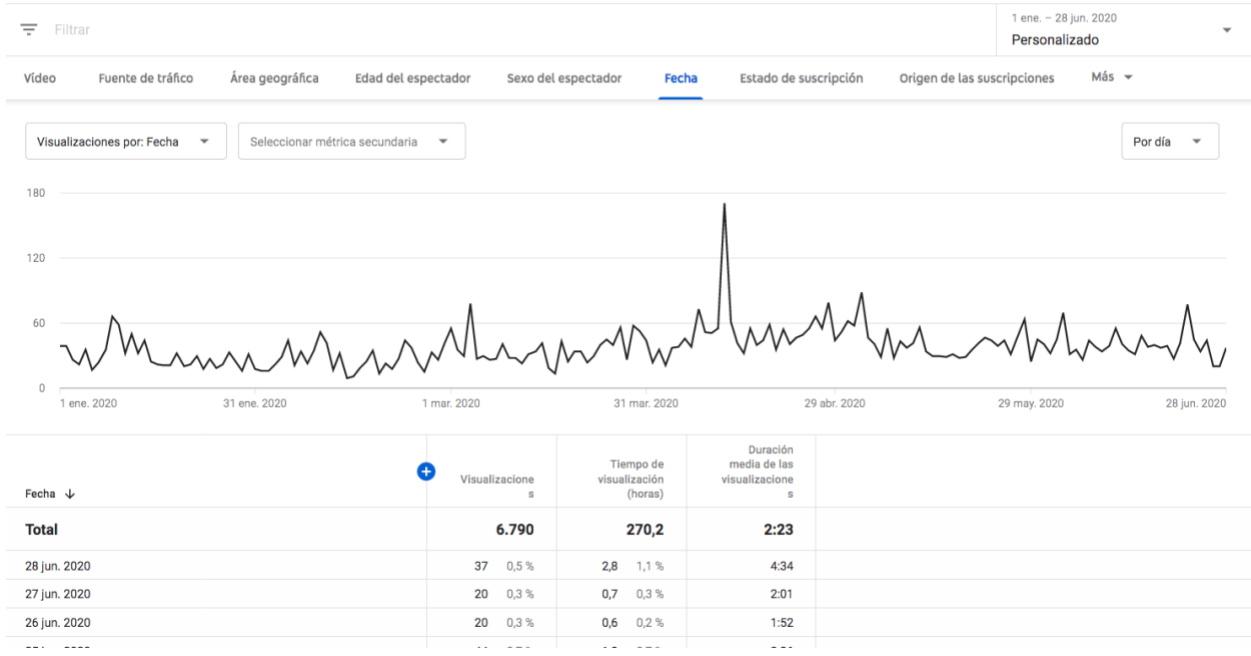 Filtrar
1 ene. – 28 jun. 2020
Personalizado
Vídeo Fuente de tráfico Área geográfica Edad del espectador Sexo del espectador Fecha Estado de suscripción Origen de las suscripciones Más
Visualizaciones por: Fecha Seleccionar métrica secundaria Por día
180
120
60
0
1 ene. 2020 31 ene. 2020 1 mar. 2020 31 mar. 2020 29 abr. 2020 29 may. 2020 28 jun. 2020
Fecha
Visualizacione
s
Tiempo de
visualización
(horas)
Duración
media de las
visualizacione
s
Total 6.790 270,2 2:23
28 jun. 2020 37 0,5 % 2,8 1,1 % 4:34
27 jun. 2020 20 0,3 % 0,7 0,3 % 2:01
26 jun. 2020 20 0,3 % 0,6 0,2 % 1:52